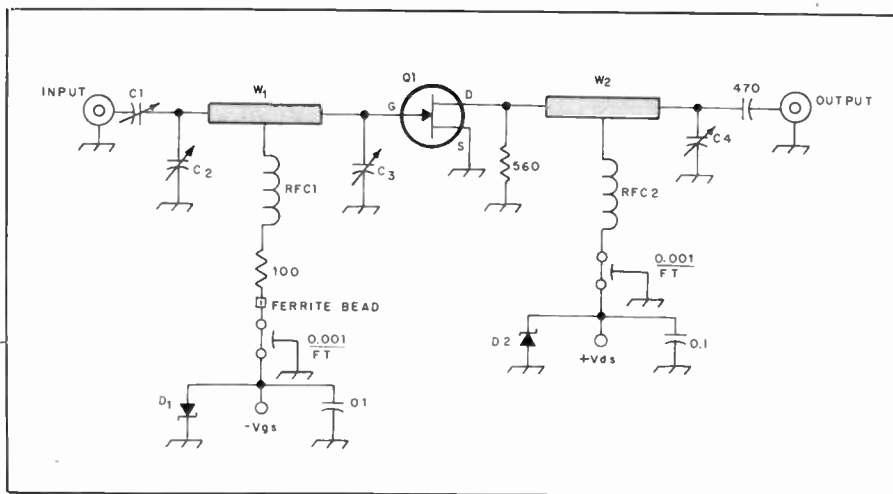 INPUT
C1
C2
W1
RFC1
100
FERRITE BEAD
0.001
FT
D1
-Vgs
01
C3
Q1
G
D
S
560
W2
RFC2
0.001
FT
D2
+Vds
0.1
C4
470
OUTPUT